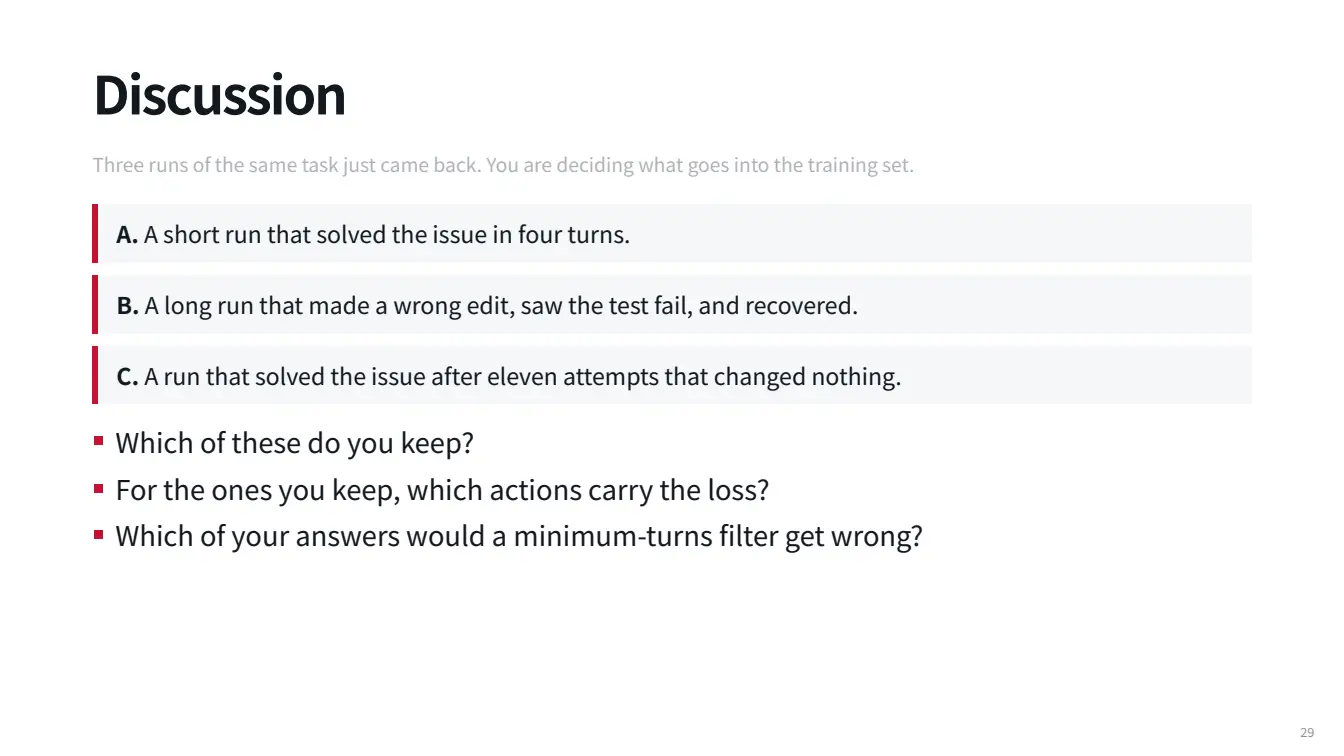 Discussion
Three runs of the same task just came back. You are deciding what goes into the training set.
A. A short run that solved the issue in four turns.
B. A long run that made a wrong edit, saw the test fail, and recovered.
C. A run that solved the issue after eleven attempts that changed nothing.
Which of these do you keep?
For the ones you keep, which actions carry the loss?
Which of your answers would a minimum-turns filter get wrong?
29